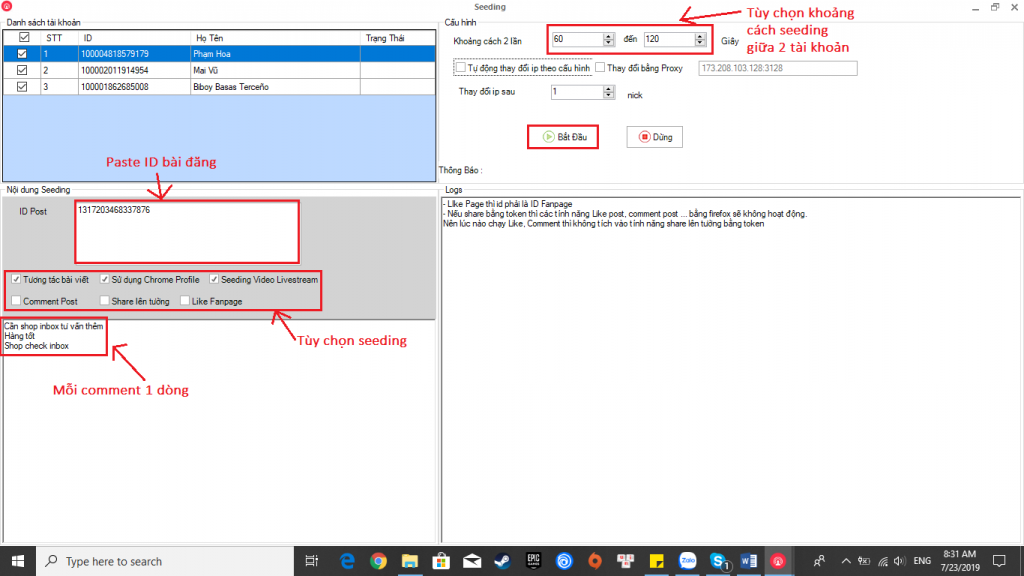 Seeding
Danh sách tài khoản
STT ID Họ Tên Trạng Thái
1 100004818579179 Pham Hoa
2 100002011914954 Mai Vũ
3 100001862685008 Bboy Basas Terceño
Cấu hình
Khoảng cách 2 lần 60 đến 120 Giây
Tùy chọn khoảng
cách seeding
giữa 2 tài khoản
Tự động thay đổi ip theo cấu hình Thay đổi bằng Proxy 173.208.103.128:3128
Thay đổi ip sau 1 nick
Bắt Đầu Dừng
Thông Báo :
Paste ID bài đăng
Nội dung Seeding
ID Post 1317203468337876
Tương tác bài viết Sử dụng Chrome Profile Seeding Video Livestream
Comment Post Share lên tường Like Fanpage
Tùy chọn seeding
Cần shop inbox tư vấn thêm
Hàng tốt
Shop check inbox
Mỗi comment 1 dòng
Logs
- Like Page thì id phải là ID Fanpage
- Nếu share bằng token thì các tính năng Like post, comment post ... bằng firefox sẽ không hoạt động.
Nên lúc nào chạy Like, Comment thì không tích vào tính năng share lên tường bằng token
Type here to search
EPIC GAMES
Zalo
1
ENG
8:31 AM
7/23/2019